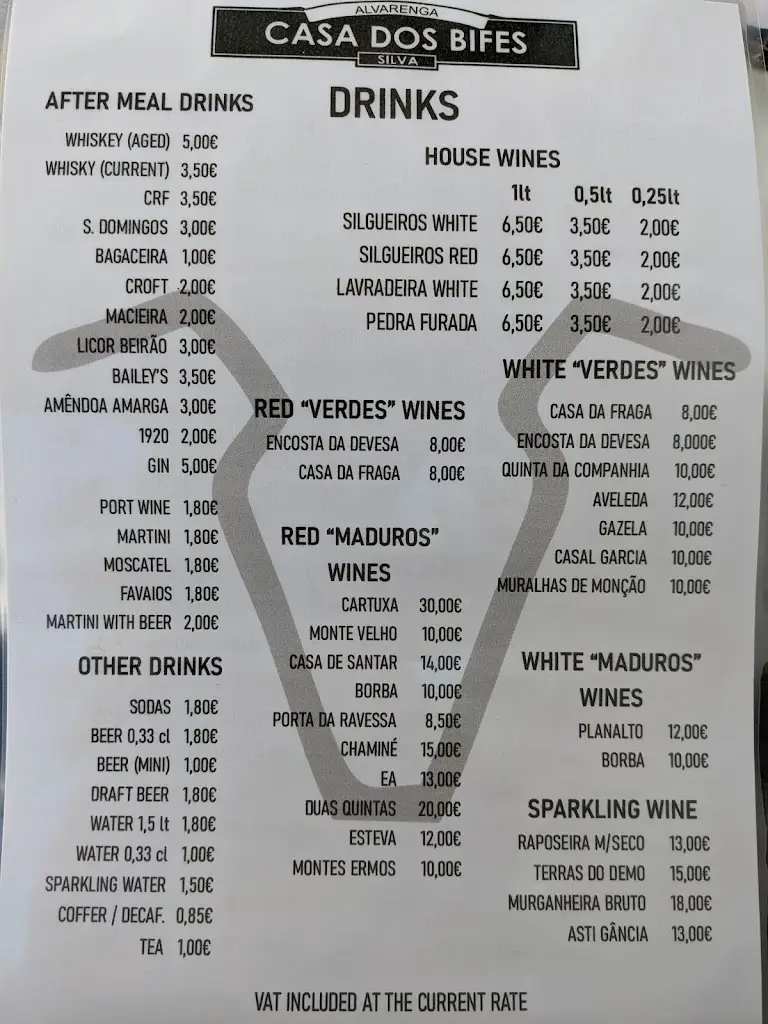 ALVARENGA
CASA DOS BIFES
SILVA
DRINKS
AFTER MEAL DRINKS
WHISKEY (AGED) 5,00€
WHISKY (CURRENT) 3,50€
CRF 3,50€
S. DOMINGOS 3,00€
BAGACEIRA 1,00€
CROFT 2,00€
MACIEIRA 2,00€
LICOR BEIRÃO 3,00€
BAILEY'S 3,50€
AMÊNDOA AMARGA 3,00€
1920 2,00€
GIN 5,00€
PORT WINE 1,80€
MARTINI 1,80€
MOSCATEL 1,80€
FAVAIOS 1,80€
MARTINI WITH BEER 2,00€
OTHER DRINKS
SODAS 1,80€
BEER 0,33 cl 1,80€
BEER (MINI) 1,00€
DRAFT BEER 1,80€
WATER 1,5 lt 1,80€
WATER 0,33 cl 1,00€
SPARKLING WATER 1,50€
COFFER / DECAF. 0,85€
TEA 1,00€
HOUSE WINES
1lt 0,5lt 0,25lt
SILGUEIROS WHITE 6,50€ 3,50€ 2,00€
SILGUEIROS RED 6,50€ 3,50€ 2,00€
LAVRADEIRA WHITE 6,50€ 3,50€ 2,00€
PEDRA FURADA 6,50€ 3,50€ 2,00€
RED “VERDES” WINES
ENCOSTA DA DEVESA 8,00€
CASA DA FRAGA 8,00€
RED “MADUROS”
WINES
CARTUXA 30,00€
MONTE VELHO 10,00€
CASA DE SANTAR 14,00€
BORBA 10,00€
PORTA DA RAVESSA 8,50€
CHAMINÉ 15,00€
EA 13,00€
DUAS QUINTAS 20,00€
ESTEVA 12,00€
MONTES ERMOS 10,00€
WHITE “VERDES” WINES
CASA DA FRAGA 8,00€
ENCOSTA DA DEVESA 8,000€
QUINTA DA COMPANHIA 10,00€
AVELEDA 12,00€
GAZELA 10,00€
CASAL GARCIA 10,00€
MURALHAS DE MONÇÃO 10,00€
WHITE “MADUROS”
WINES
PLANALTO 12,00€
BORBA 10,00€
SPARKLING WINE
RAPOSEIRA M/SECO 13,00€
TERRAS DO DEMO 15,00€
MURGANHEIRA BRUTO 18,00€
ASTI GÂNCIA 13,00€
VAT INCLUDED AT THE CURRENT RATE